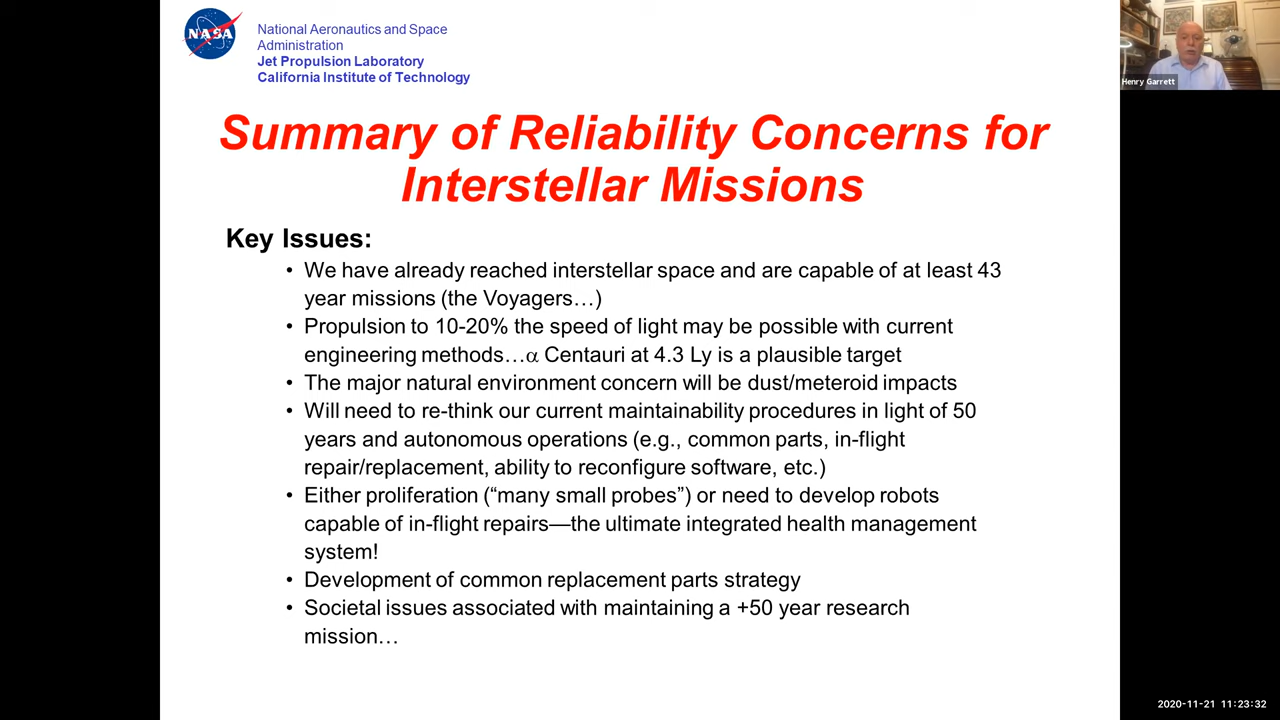 NASA
National Aeronautics and Space
Administration
Jet Propulsion Laboratory
California Institute of Technology
Henry Garrett
Summary of Reliability Concerns for
Interstellar Missions
Key Issues:
• We have already reached interstellar space and are capable of at least 43
year missions (the Voyagers…)
• Propulsion to 10-20% the speed of light may be possible with current
engineering methods…α Centauri at 4.3 Ly is a plausible target
• The major natural environment concern will be dust/meteroid impacts
• Will need to re-think our current maintainability procedures in light of 50
years and autonomous operations (e.g., common parts, in-flight
repair/replacement, ability to reconfigure software, etc.)
• Either proliferation (“many small probes”) or need to develop robots
capable of in-flight repairs—the ultimate integrated health management
system!
• Development of common replacement parts strategy
• Societal issues associated with maintaining a +50 year research
mission…
2020-11-21 11:23:32